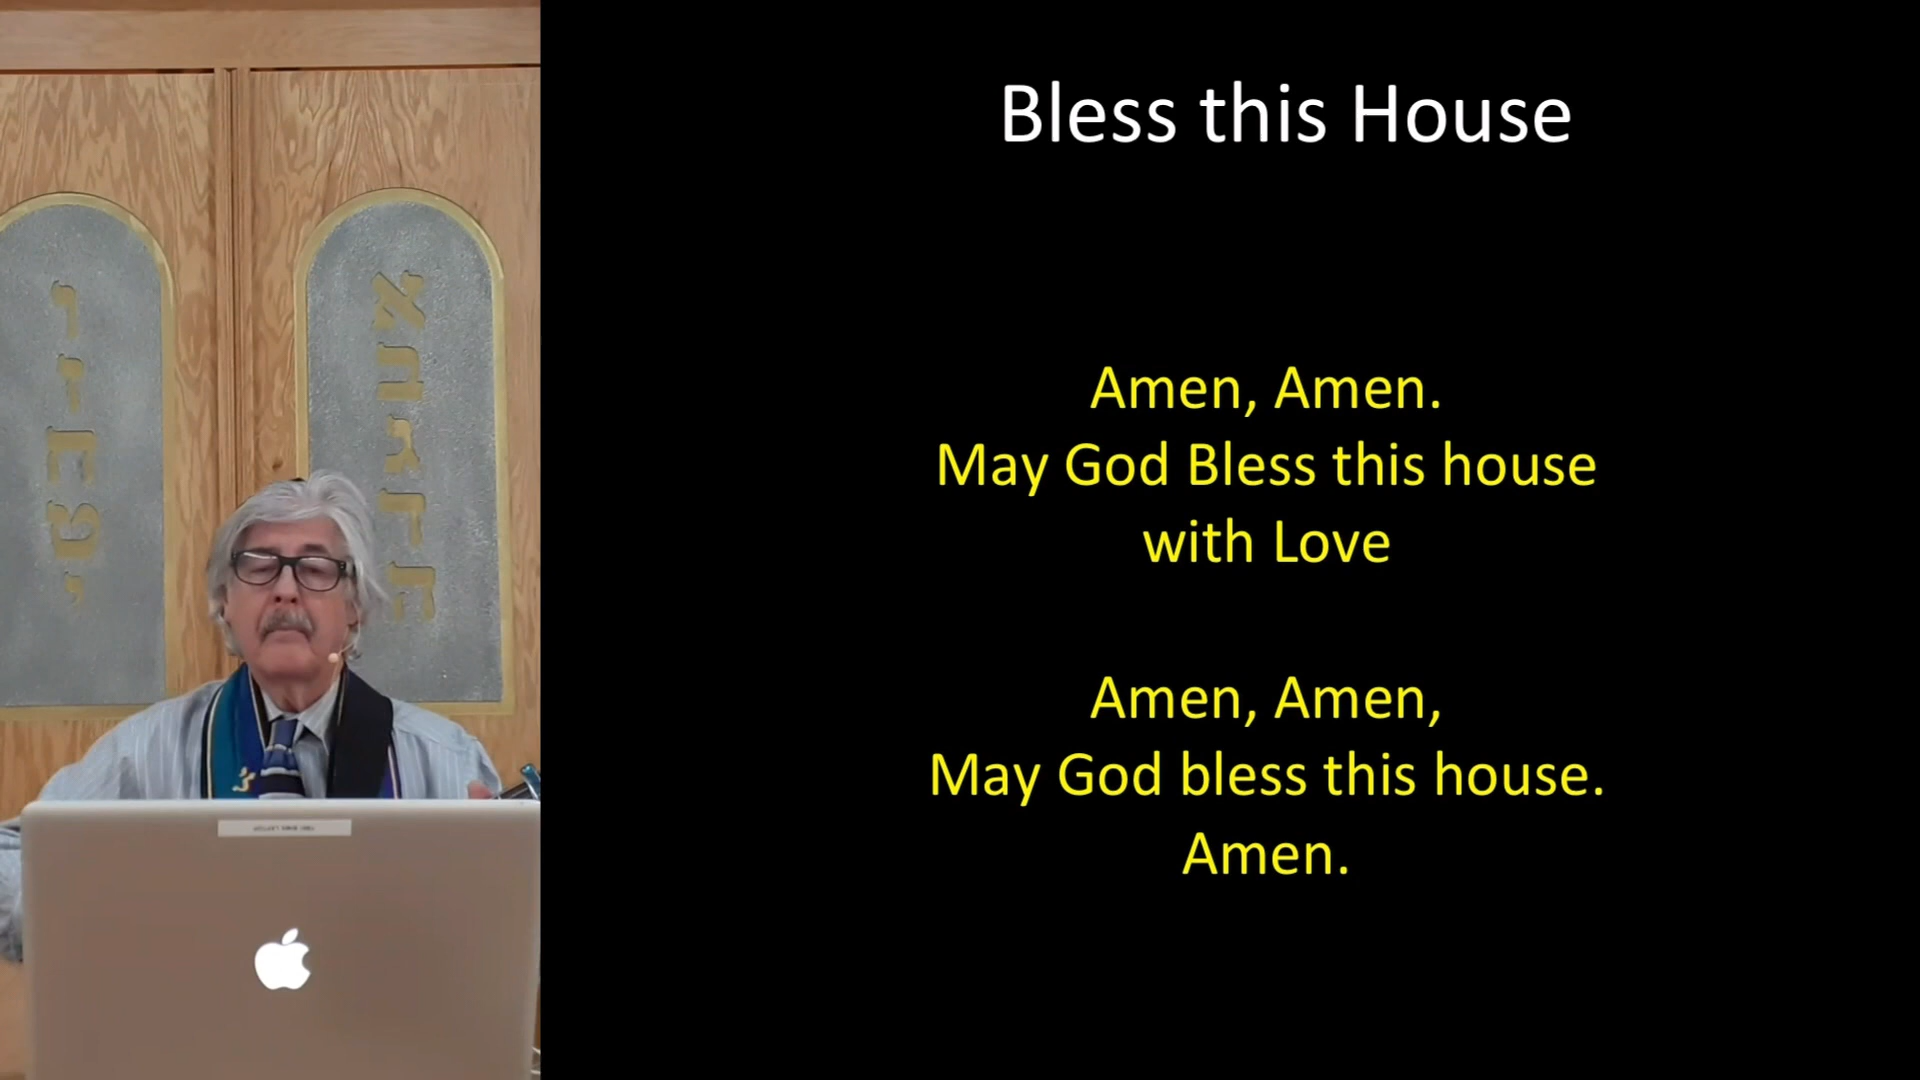 Bless this House
Amen, Amen.
May God Bless this house
with Love
Amen, Amen,
May God bless this house.
Amen.
א
ב
ג
ד
ה
ו
ז
ח
ט
י